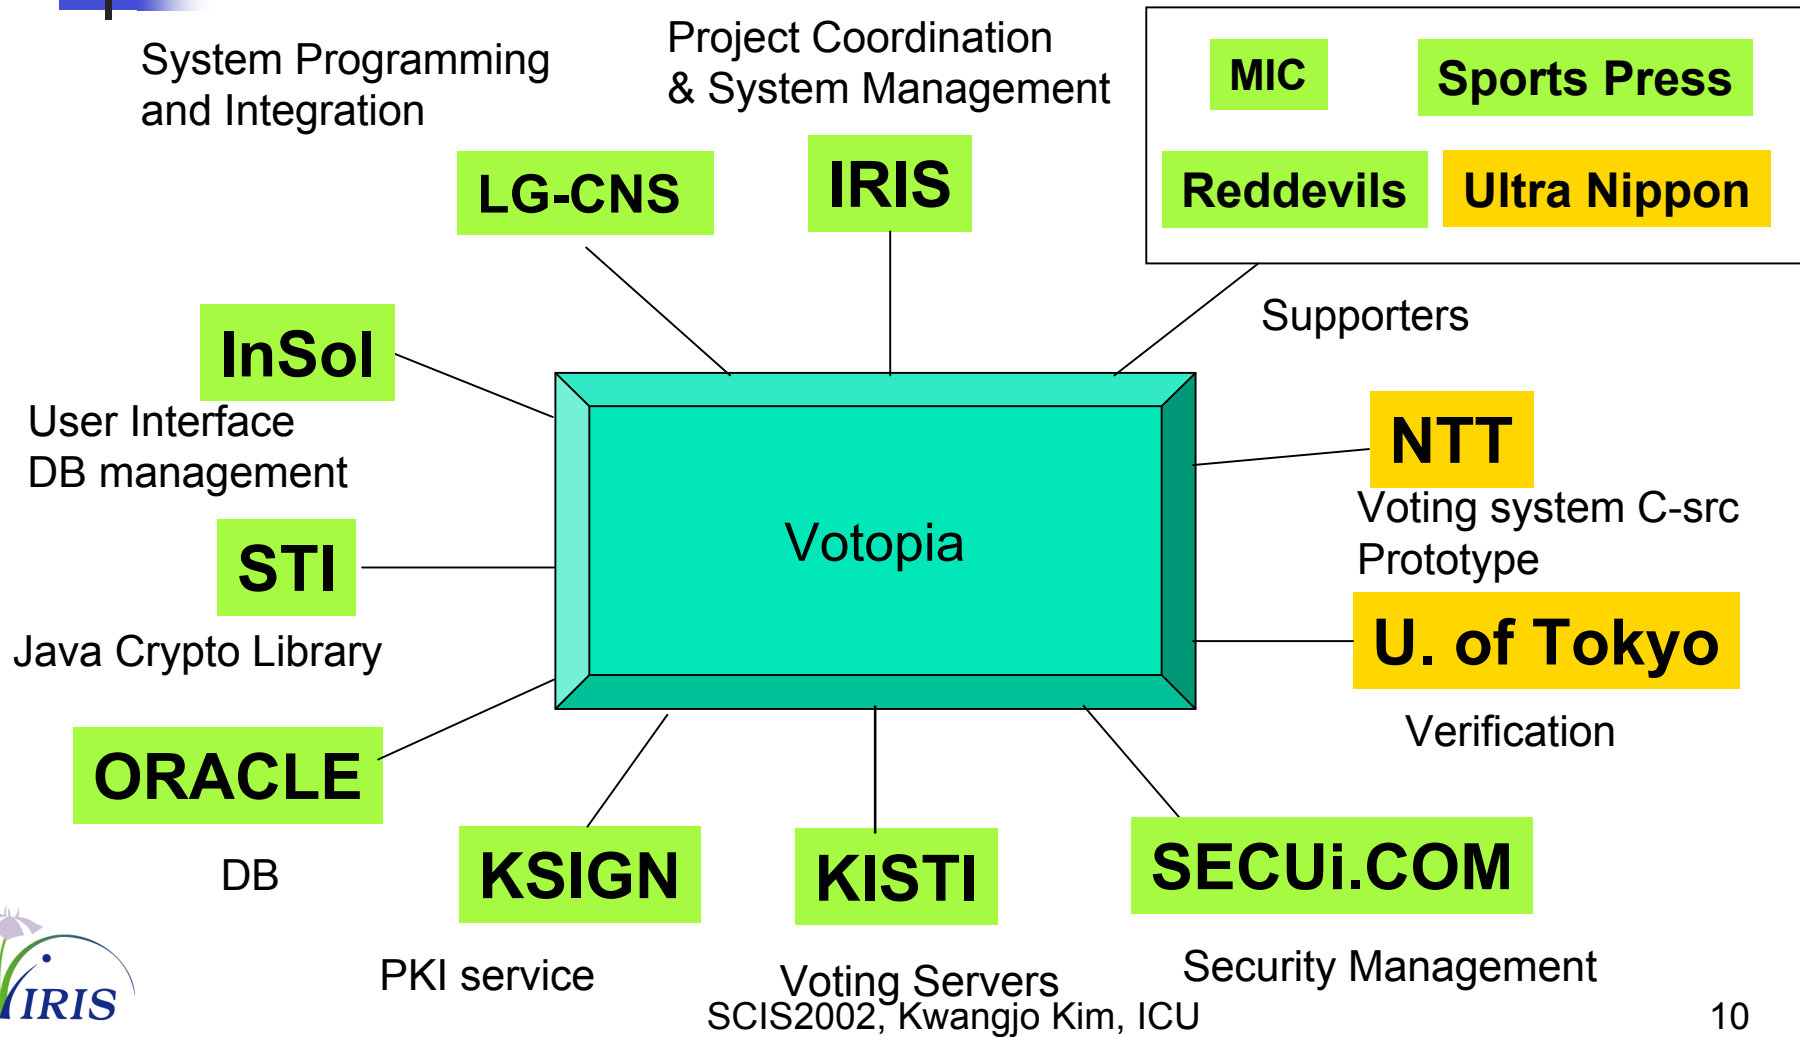 System Programming
and Integration
Project Coordination
& System Management
MIC
Sports Press
Reddevils
Ultra Nippon
LG-CNS
IRIS
Supporters
InSol
User Interface
DB management
NTT
Voting system C-src
Prototype
Votopia
STI
Java Crypto Library
U. of Tokyo
Verification
ORACLE
DB
KSIGN
PKI service
KISTI
Voting Servers
SECUi.COM
Security Management
IRIS
SCIS2002, Kwangjo Kim, ICU
10